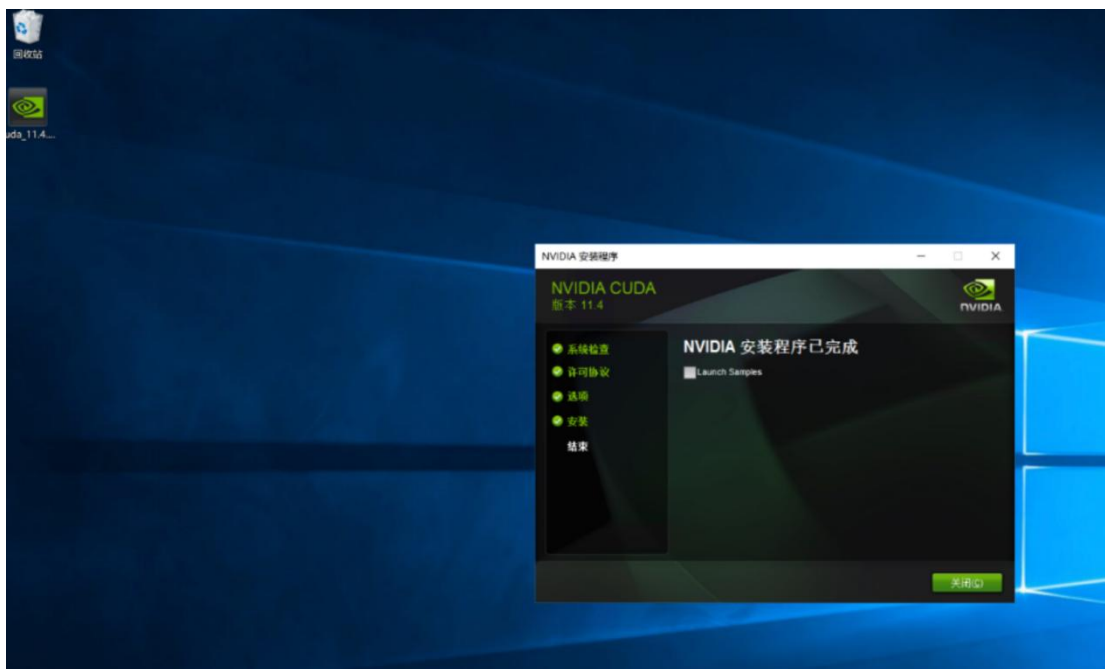 回收站
uda_11.4....
NVIDIA 安装程序
NVIDIA CUDA
版本 11.4
NVIDIA
系统检查
许可协议
选项
安装
结束
NVIDIA 安装程序已完成
Launch Samples
关闭(C)